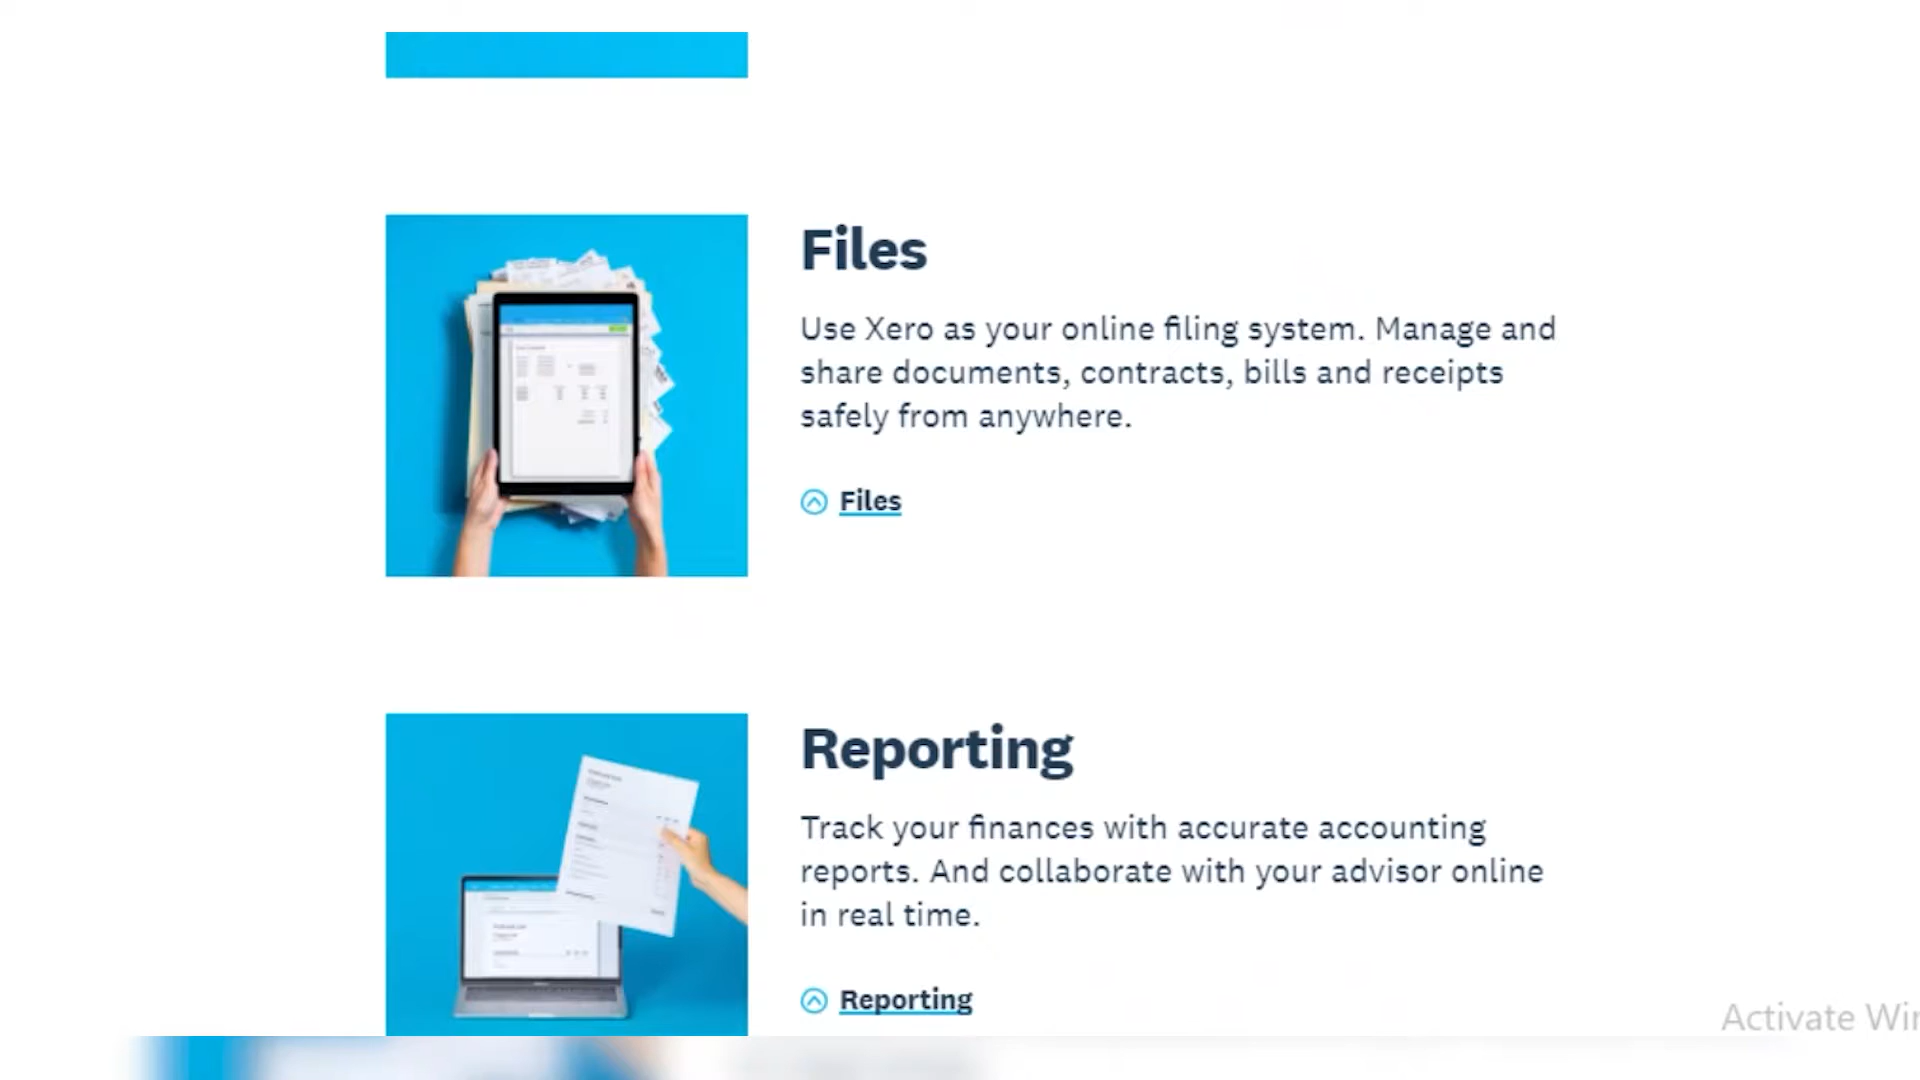 Files
Use Xero as your online filing system. Manage and
share documents, contracts, bills and receipts
safely from anywhere.
Files
Reporting
Track your finances with accurate accounting
reports. And collaborate with your advisor online
in real time.
Reporting
Activate